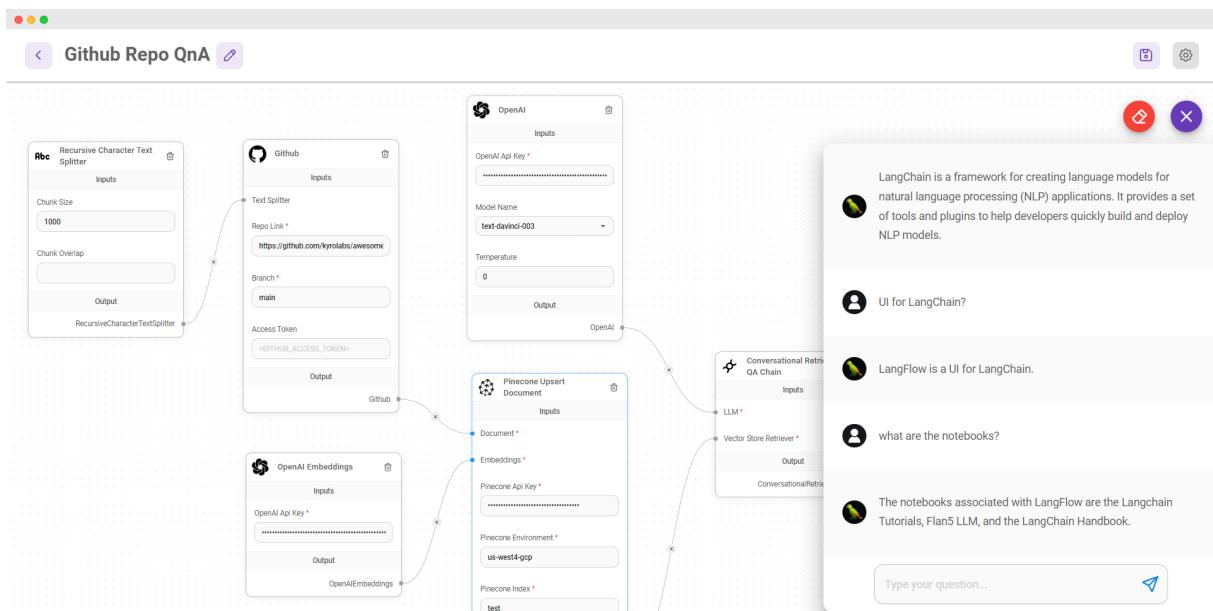 Github Repo QnA
Abc
Recursive Character Text
Splitter
Inputs
Chunk Size
1000
Chunk Overlap
Output
RecursiveCharacterTextSplitter
Github
Inputs
Text Splitter
Repo Link *
https://github.com/kyrolabs/awesome
Branch *
main
Access Token
<GITHUB_ACCESS_TOKEN>
Output
Github
OpenAI Embeddings
Inputs
OpenAI Api Key *
Output
OpenAIEmbeddings
OpenAI
Inputs
OpenAI Api Key *
Model Name
text-davinci-003
Temperature
0
Output
OpenAI
Pinecone Upsert
Document
Inputs
Document *
Embeddings *
Pinecone Api Key *
Pinecone Environment *
us-west4-gcp
Pinecone Index *
test
Conversational Retri
QA Chain
Inputs
LLM *
Vector Store Retriever *
Output
ConversationalRetrie
LangChain is a framework for creating language models for
natural language processing (NLP) applications. It provides a set
of tools and plugins to help developers quickly build and deploy
NLP models.
UI for LangChain?
LangFlow is a UI for LangChain.
what are the notebooks?
The notebooks associated with LangFlow are the Langchain
Tutorials, Flan5 LLM, and the LangChain Handbook.
Type your question...